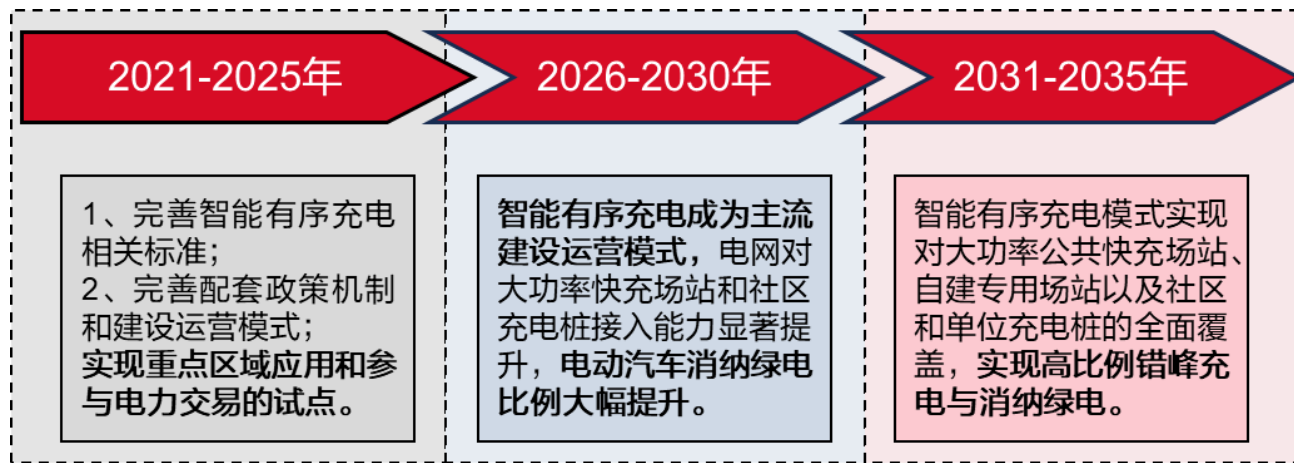 2021-2025年
2026-2030年
2031-2035年
1、完善智能有序充电
相关标准；
2、完善配套政策机制
和建设运营模式；
实现重点区域应用和参
与电力交易的试点。
智能有序充电成为主流
建设运营模式，电网对
大功率快充场站和社区
充电桩接入能力显著提
升，电动汽车消纳绿电
比例大幅提升。
智能有序充电模式实现
对大功率公共快充场站、
自建专用场站以及社区
和单位充电桩的全面覆
盖，实现高比例错峰充
电与消纳绿电。